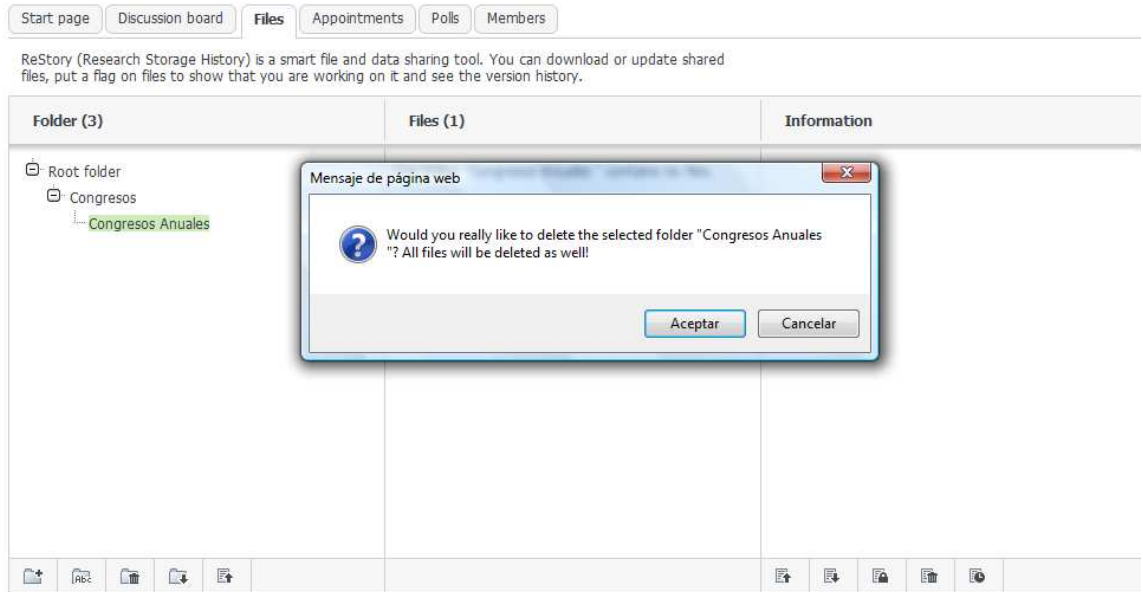 Start page Discussion board Files Appointments Polls Members
ReStory (Research Storage History) is a smart file and data sharing tool. You can download or update shared
files, put a flag on files to show that you are working on it and see the version history.
Folder (3) Files (1) Information
Root folder
Congresos
Congresos Anuales
Mensaje de página web
Would you really like to delete the selected folder "Congresos Anuales
"? All files will be deleted as well!
Aceptar Cancelar
ABC